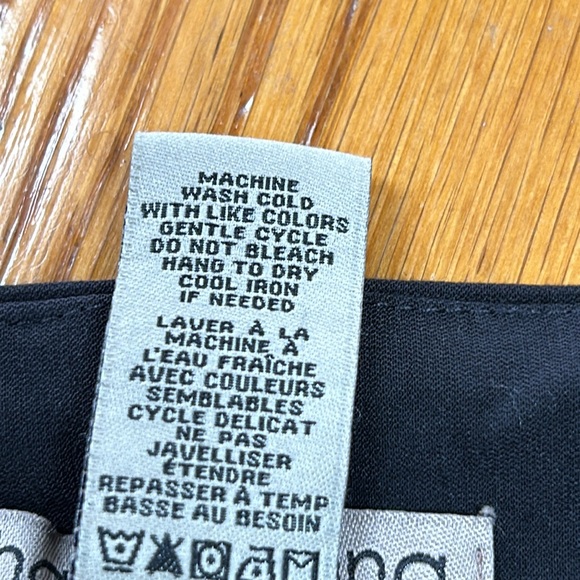 MACHINE
WASH COLD
WITH LIKE COLORS
GENTLE CYCLE
DO NOT BLEACH
HANG TO DRY
COOL IRON
IF NEEDED
LAVER À LA
MACHINE À
L'EAU FRAÎCHE
AVEC COULEURS
SEMBLABLES
CYCLE DELICAT
NE PAS
JAVELLISER
ÉTENDRE
REPASSER À TEMP
BASSE AU BESOIN